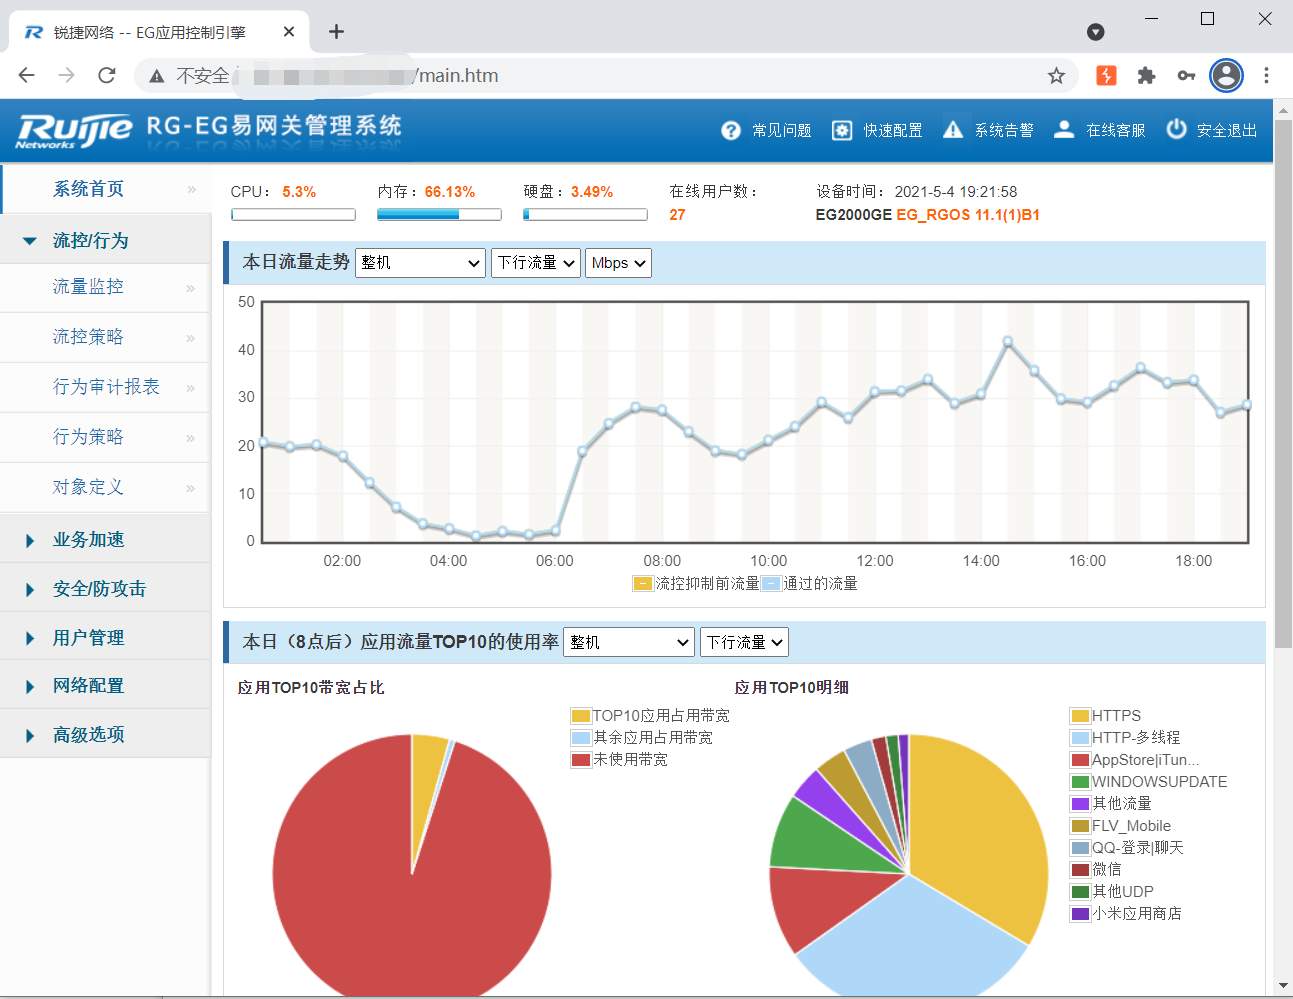 锐捷网络 -- EG应用控制引擎
不安全
/main.htm
Ruijie Networks RG-EG易网关管理系统
常见问题 快速配置 系统告警 在线客服 安全退出
系统首页
流控/行为
流量监控
流控策略
行为审计报表
行为策略
对象定义
业务加速
安全/防攻击
用户管理
网络配置
高级选项
CPU： 5.3% 内存：66.13% 硬盘：3.49% 在线用户数： 设备时间： 2021-5-4 19:21:58
27 EG2000GE EG_RGOS 11.1(1)B1
本日流量走势 整机 下行流量 Mbps
50
40
30
20
10
0
02:00 04:00 06:00 08:00 10:00 12:00 14:00 16:00 18:00
流控抑制前流量 通过的流量
本日（8点后）应用流量TOP10的使用率 整机 下行流量
应用TOP10带宽占比
TOP10应用占用带宽
其余应用占用带宽
未使用带宽
应用TOP10明细
HTTPS
HTTP-多线程
AppStore|iTun...
WINDOWSUPDATE
其他流量
FLV_Mobile
QQ-登录|聊天
微信
其他UDP
小米应用商店